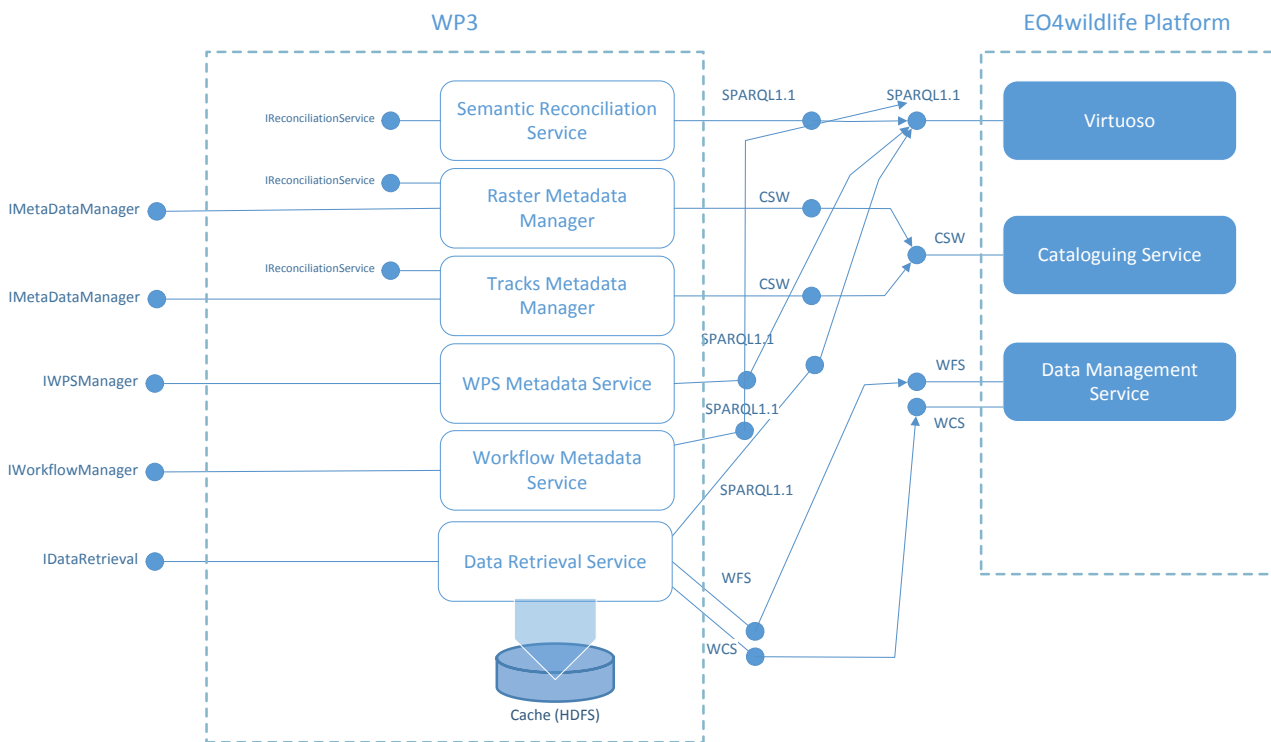 WP3
EO4wildlife Platform
SPARQL1.1
SPARQL1.1
IReconciliationService
Semantic Reconciliation
Service
Virtuoso
IReconciliationService
IMetaDataManager
Raster Metadata
Manager
CSW
CSW
Cataloguing Service
IReconciliationService
IMetaDataManager
Tracks Metadata
Manager
CSW
SPARQL1.1
IWPSManager
WPS Metadata Service
WFS
Data Management
Service
WCS
SPARQL1.1
IWorkflowManager
Workflow Metadata
Service
SPARQL1.1
IDataRetrieval
Data Retrieval Service
WFS
WCS
Cache (HDFS)